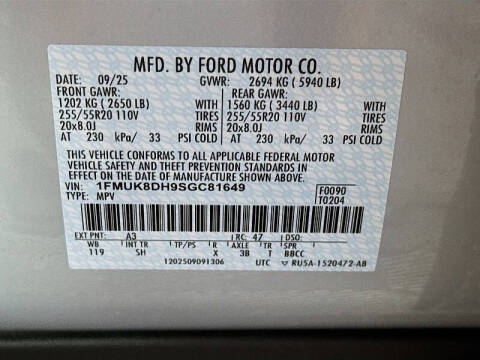 MFD. BY FORD MOTOR CO.
DATE: 09/25 GVWR: 2694 KG ( 5940 LB)
FRONT GAWR: REAR GAWR:
1202 KG ( 2650 LB) WITH 1560 KG ( 3440 LB) WITH
255/55R20 110V TIRES 255/55R20 110V TIRES
20x8.0J RIMS 20x8.0J RIMS
AT 230 kPa/ 33 PSI COLD AT 230 kPa/ 33 PSI COLD
THIS VEHICLE CONFORMS TO ALL APPLICABLE FEDERAL MOTOR
VEHICLE SAFETY AND THEFT PREVENTION STANDARDS
IN EFFECT ON THE DATE OF MANUFACTURE SHOWN ABOVE.
VIN: 1FMUK8DH9SGC81649 F0090
TYPE: MPV T0204
EXT PNT: A3 RC: 47 DSO:
WB INT TR TP/PS R AXLE TR SPR
119 SH X 3B T BBCC
1202509091306 UTC RU5A-1520472-AB